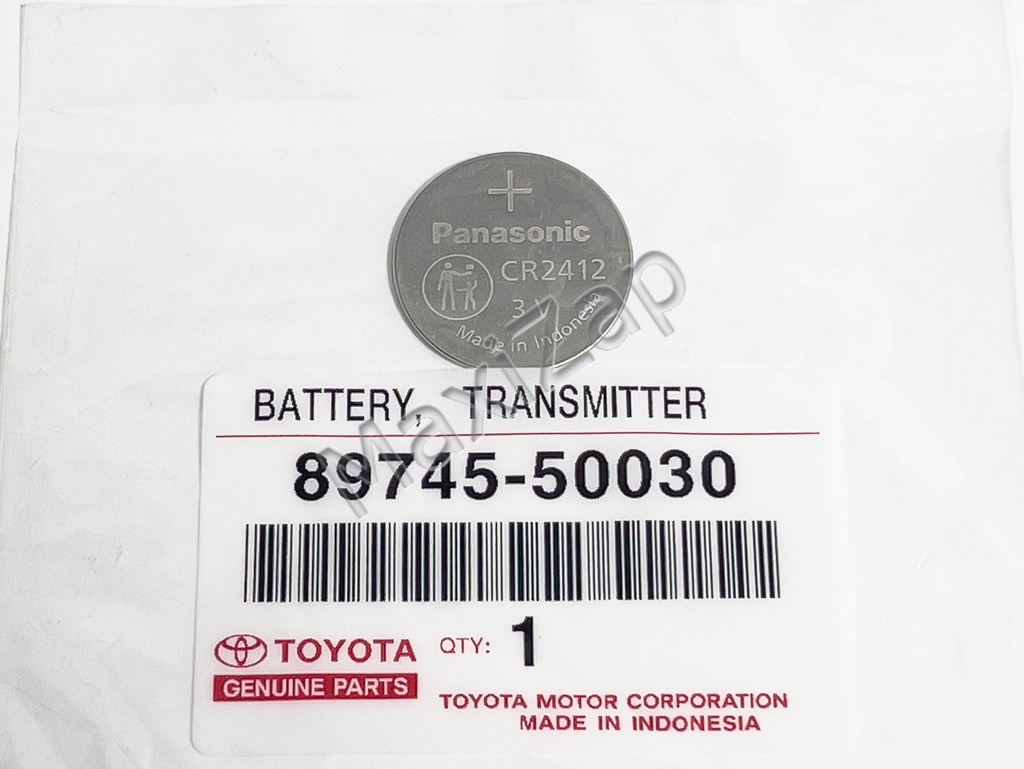 +
Panasonic
CR2412
3 V
Made in Indonesia
BATTERY, TRANSMITTER
89745-50030
TOYOTA
GENUINE PARTS
QTY: 1
TOYOTA MOTOR CORPORATION
MADE IN INDONESIA
MaxiZap